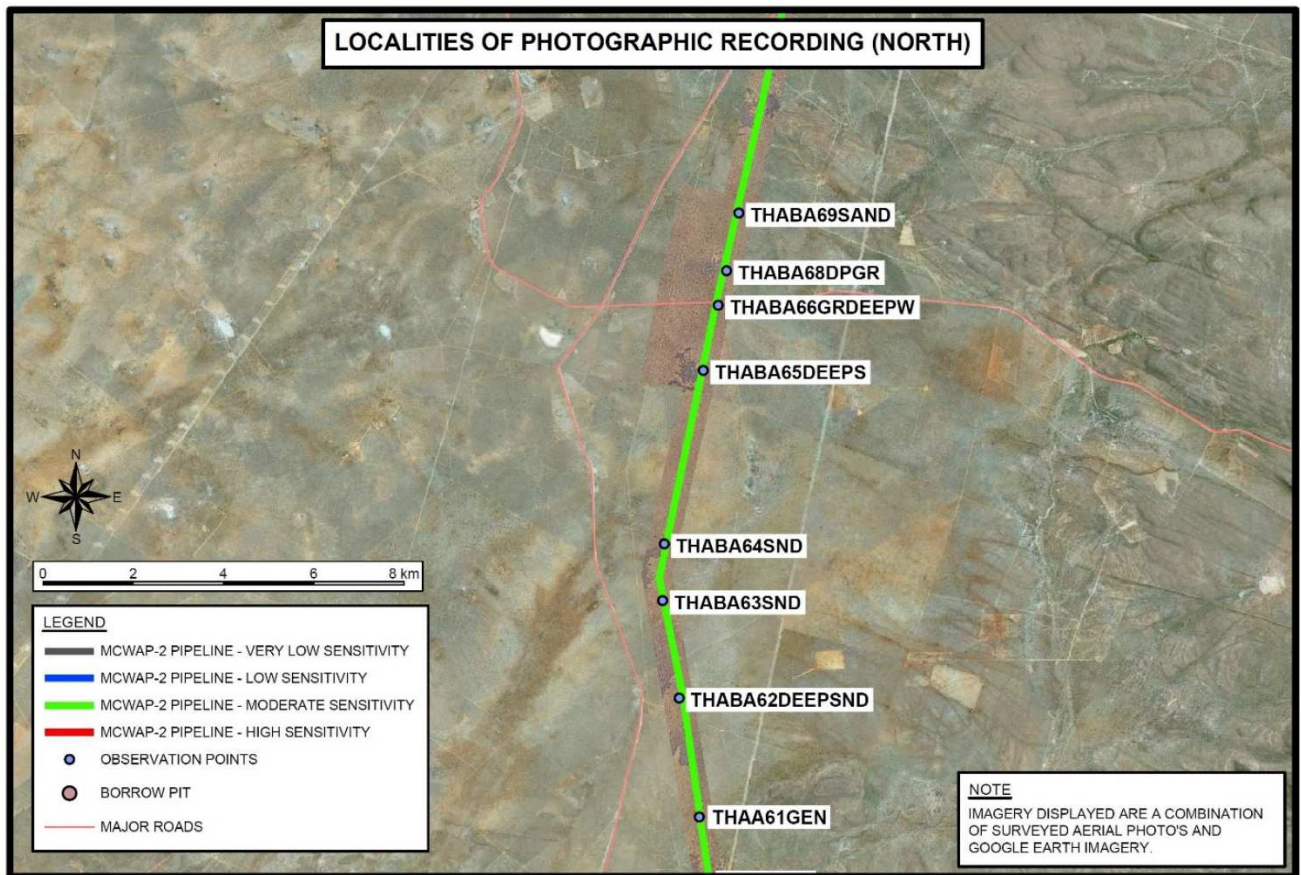 LOCALITIES OF PHOTOGRAPHIC RECORDING (NORTH)
THABA69SAND
THABA68DPGR
THABA66GRDEEPW
THABA65DEEPS
N
W
E
S
THABA64SND
0 2 4 6 8 km
THABA63SND
LEGEND
MCWAP-2 PIPELINE - VERY LOW SENSITIVITY
MCWAP-2 PIPELINE - LOW SENSITIVITY
MCWAP-2 PIPELINE - MODERATE SENSITIVITY
MCWAP-2 PIPELINE - HIGH SENSITIVITY
OBSERVATION POINTS
BORROW PIT
MAJOR ROADS
THABA62DEEPSND
THAA61GEN
NOTE
IMAGERY DISPLAYED ARE A COMBINATION
OF SURVEYED AERIAL PHOTO'S AND
GOOGLE EARTH IMAGERY.